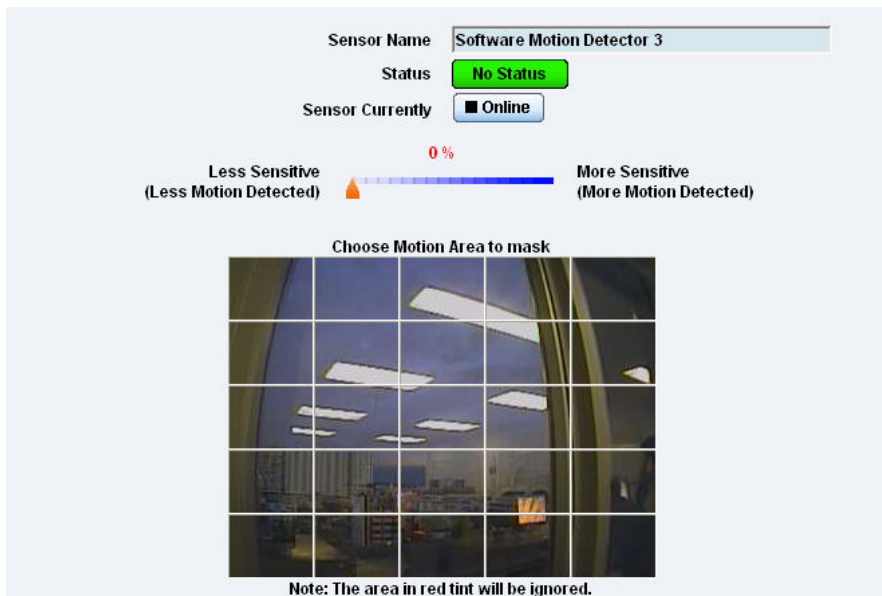 Sensor Name Software Motion Detector 3
Status No Status
Sensor Currently Online
0 %
Less Sensitive
(Less Motion Detected)
More Sensitive
(More Motion Detected)
Choose Motion Area to mask
Note: The area in red tint will be ignored.